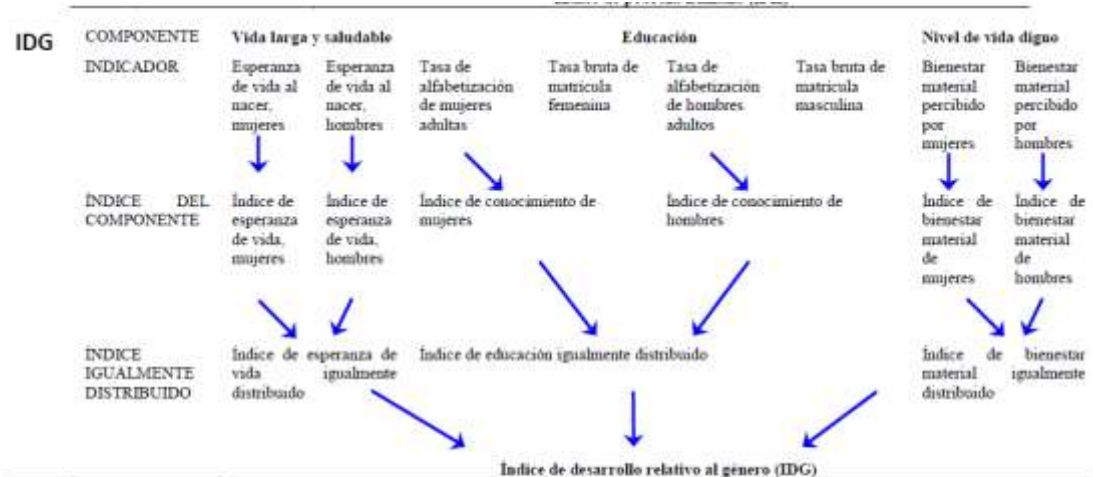 IDG
COMPONENTE Vida larga y saludable Educación Nivel de vida digno
INDICADOR
Esperanza
de vida al
nacer,
mujeres
Esperanza
de vida al
nacer,
hombres
Tasa de
alfabetización
de mujeres
adultas
Tasa bruta de
matrícula
femenina
Tasa de
alfabetización
de hombres
adultos
Tasa bruta de
matrícula
masculina
Bienestar
material
percibido
por
mujeres
Bienestar
material
percibido
por
hombres
ÍNDICE DEL
COMPONENTE
Índice de
esperanza
de vida,
mujeres
Índice de
esperanza
de vida,
hombres
Índice de conocimiento de
mujeres
Índice de conocimiento de
hombres
Índice de
bienestar
material
de
mujeres
Índice de
bienestar
material
de
hombres
ÍNDICE
IGUALMENTE
DISTRIBUIDO
Índice de esperanza de
vida igualmente
distribuido
Índice de educación igualmente distribuido
Índice de bienestar
material igualmente
distribuido
Índice de desarrollo relativo al género (IDG)